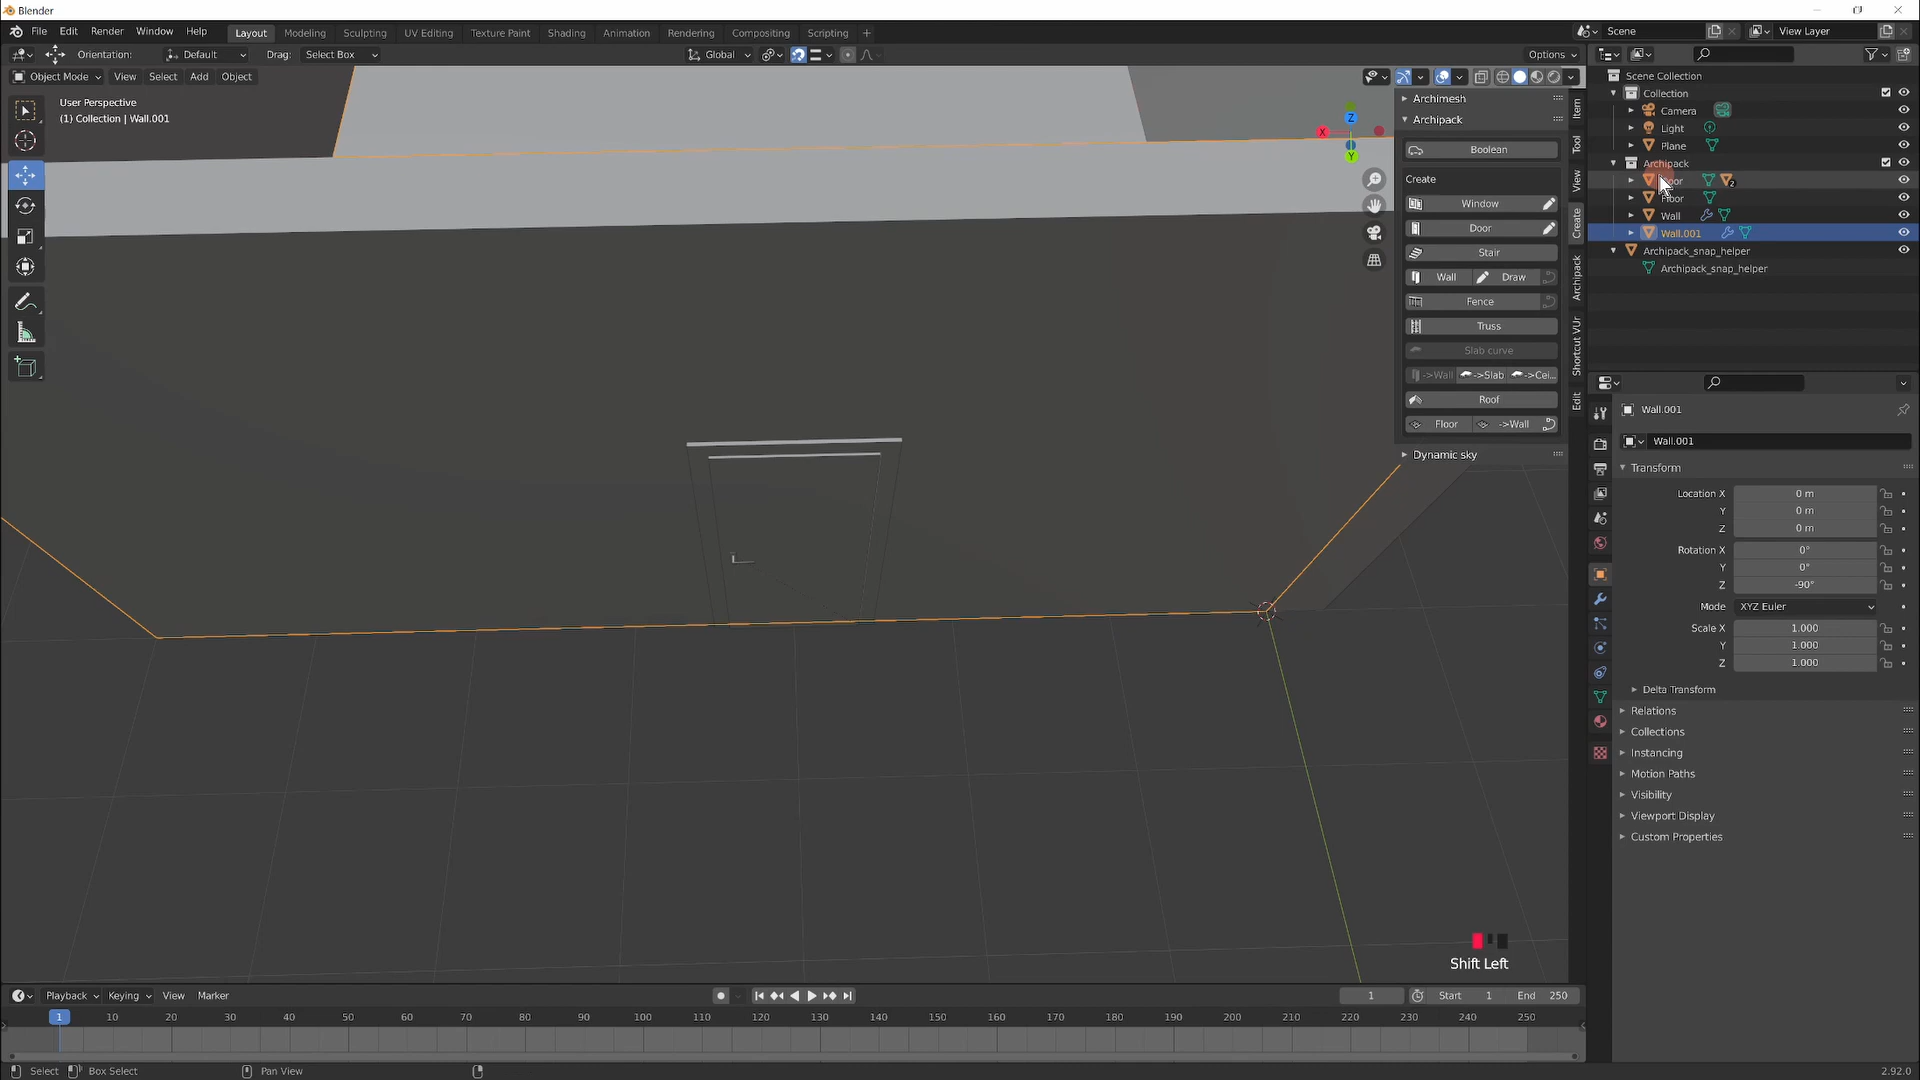 Blender
File Edit Render Window Help Layout Modeling Sculpting UV Editing Texture Paint Shading Animation Rendering Compositing Scripting + Scene View Layer
Orientation: Default Drag: Select Box Global Options
Object Mode View Select Add Object
User Perspective
(1) Collection | Wall.001
Z
X
Y
Archimesh
Archipack
Boolean
Create
Window
Door
Stair
Wall Draw
Fence
Truss
Slab curve
->Wall ->Slab ->Cei...
Roof
Floor ->Wall
Dynamic sky
Item
Tool
View
Create
Archipack
Shortcut VUr
Edit
Scene Collection
Collection
Camera
Light
Plane
Archipack
Floor
Wall
Wall.001
Archipack_snap_helper
Archipack_snap_helper
Wall.001
Wall.001
Transform
Location X 0 m
Y 0 m
Z 0 m
Rotation X 0°
Y 0°
Z -90°
Mode XYZ Euler
Scale X 1.000
Y 1.000
Z 1.000
Delta Transform
Relations
Collections
Instancing
Motion Paths
Visibility
Viewport Display
Custom Properties
Shift Left
Playback Keying View Marker 1 Start 1 End 250
1 10 20 30 40 50 60 70 80 90 100 110 120 130 140 150 160 170 180 190 200 210 220 230 240 250
Select Box Select Pan View 2.92.0